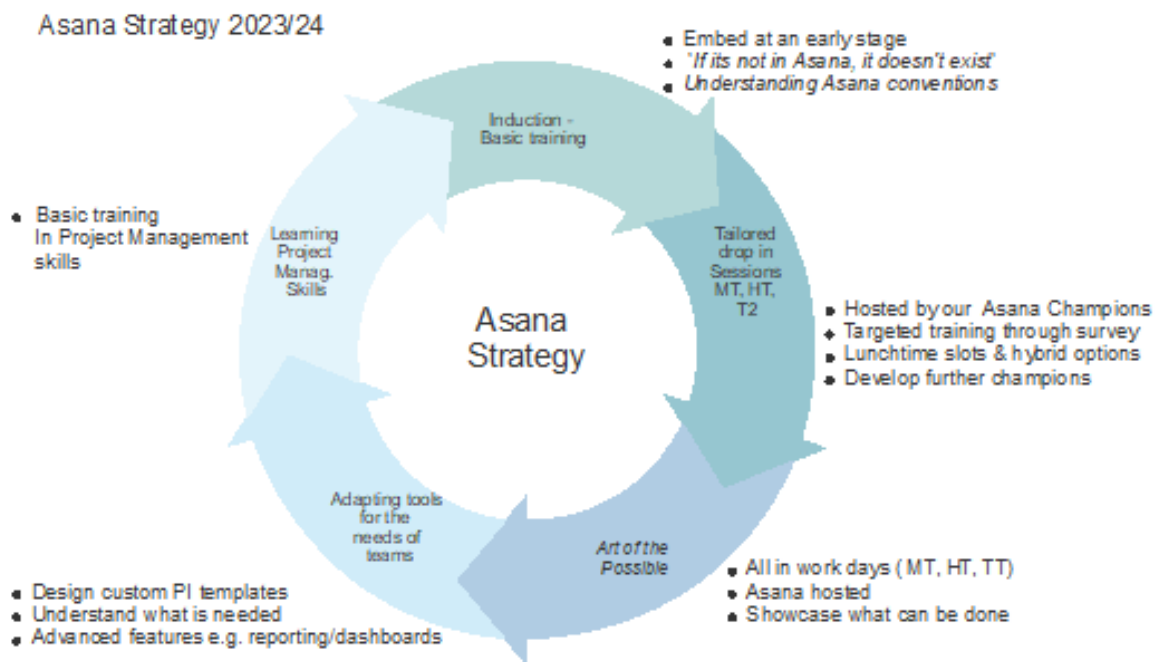 Asana Strategy 2023/24
• Embed at an early stage
• "If its not in Asana, it doesn't exist'
• Understanding Asana conventions
Induction -
Basic training
Tailored
drop in
Sessions
MT, HT,
T2
• Hosted by our Asana Champions
• Targeted training through survey
• Lunchtime slots & hybrid options
• Develop further champions
Art of the
Possible
• All in work days ( MT, HT, TT)
• Asana hosted
• Showcase what can be done
Adapting tools
for the
needs of
teams
• Design custom PI templates
• Understand what is needed
• Advanced features e.g. reporting/dashboards
Learning
Project
Manag.
Skills
• Basic training
In Project Management
skills
Asana
Strategy